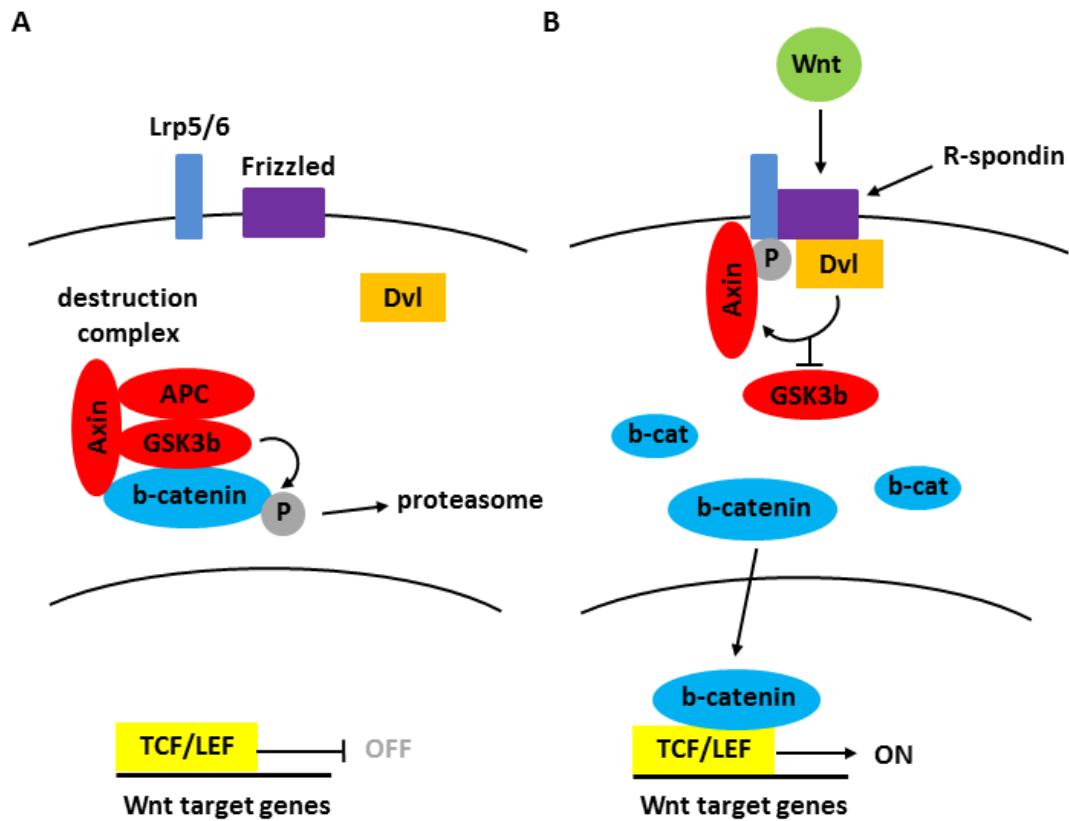 A
Lrp5/6
Frizzled
Dvl
destruction
complex
Axin
APC
GSK3b
b-catenin
P
proteasome
TCF/LEF
OFF
Wnt target genes
B
Wnt
R-spondin
P
Dvl
Axin
GSK3b
b-cat
b-cat
b-catenin
b-catenin
TCF/LEF
ON
Wnt target genes